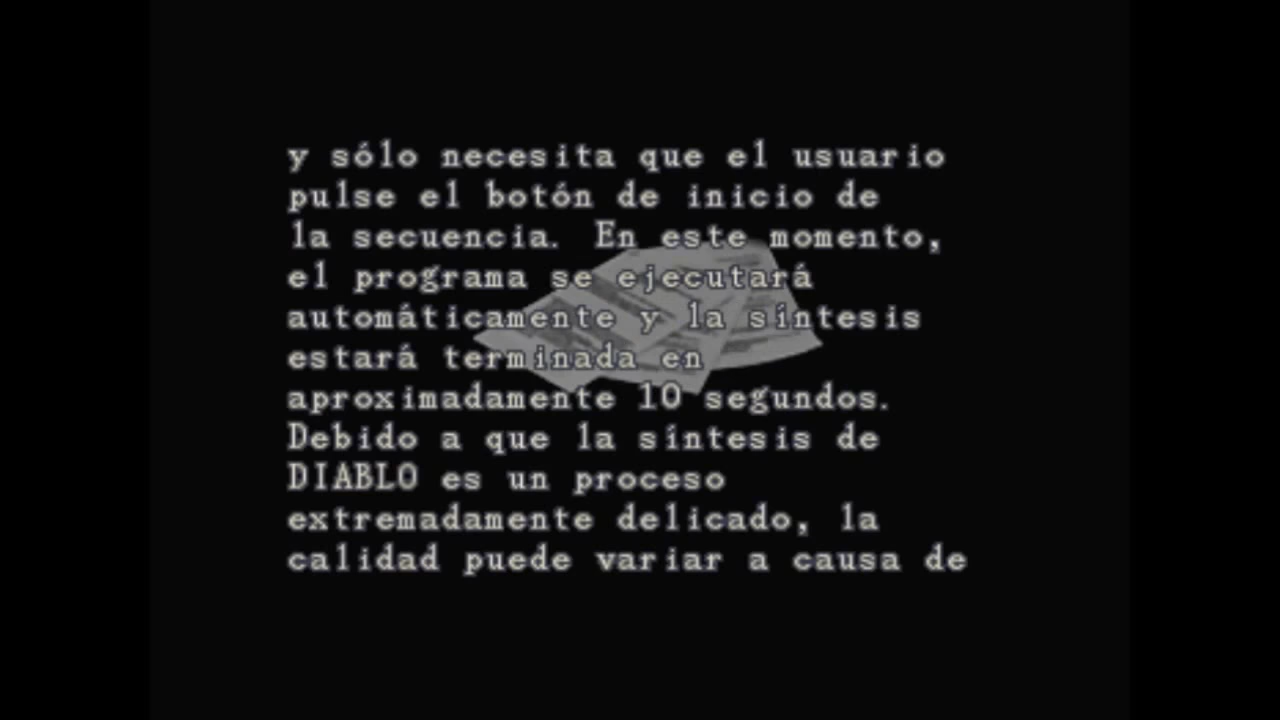 y sólo necesita que el usuario
pulse el botón de inicio de
la secuencia. En este momento,
el programa se ejecutará
automáticamente y la síntesis
estará terminada en
aproximadamente 10 segundos.
Debido a que la síntesis de
DIABLO es un proceso
extremadamente delicado, la
calidad puede variar a causa de